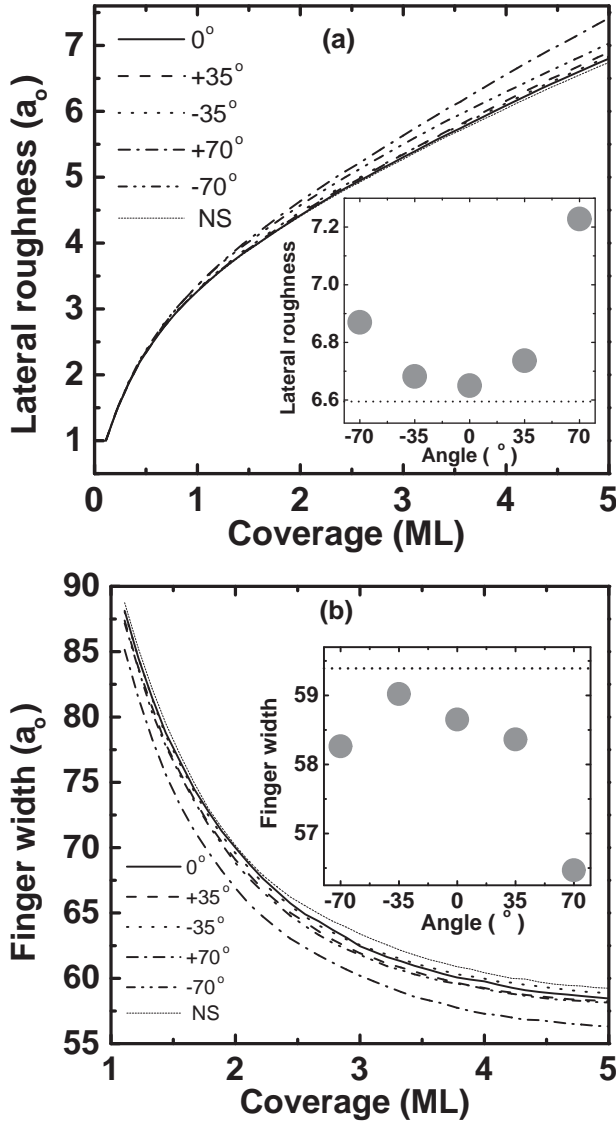 (a)
0°
+35°
-35°
+70°
-70°
NS
Lateral roughness (aₒ)
7
6
5
4
3
2
1
0 1 2 3 4 5
Coverage (ML)
Lateral roughness
7.2
7.0
6.8
6.6
-70 -35 0 35 70
Angle ( ° )
(b)
Finger width (aₒ)
90
85
80
75
70
65
60
55
0°
+35°
-35°
+70°
-70°
NS
1 2 3 4 5
Coverage (ML)
Finger width
59
58
57
-70 -35 0 35 70
Angle ( ° )